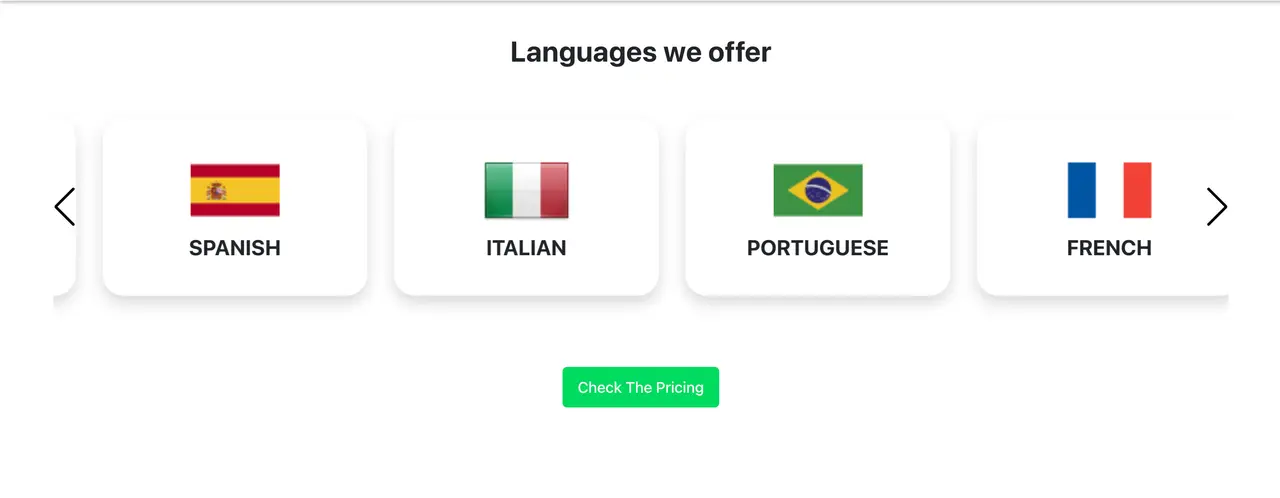 Languages we offer
SPANISH
ITALIAN
PORTUGUESE
FRENCH
Check The Pricing